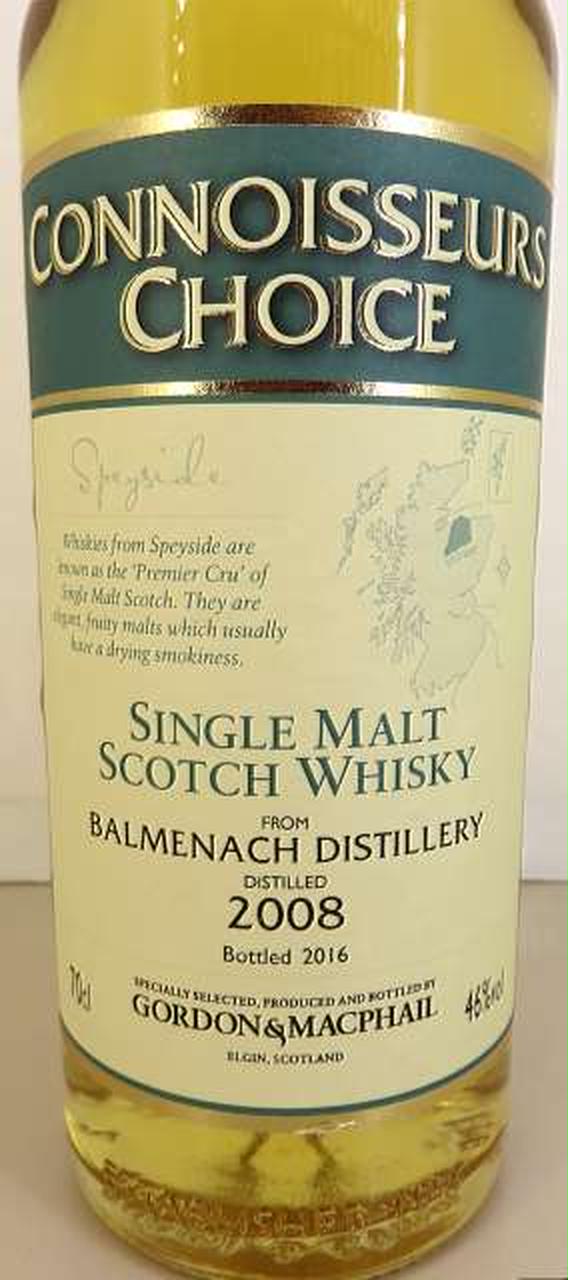 CONNOISSEURS
CHOICE
Speyside
Whiskies from Speyside are
known as the 'Premier Cru' of
Single Malt Scotch. They are
elegant, fruity malts which usually
have a drying smokiness.
SINGLE MALT
SCOTCH WHISKY
FROM
BALMENACH DISTILLERY
DISTILLED
2008
Bottled 2016
70cl
SPECIALLY SELECTED, PRODUCED AND BOTTLED BY
GORDON & MACPHAIL
46%vol
ELGIN, SCOTLAND